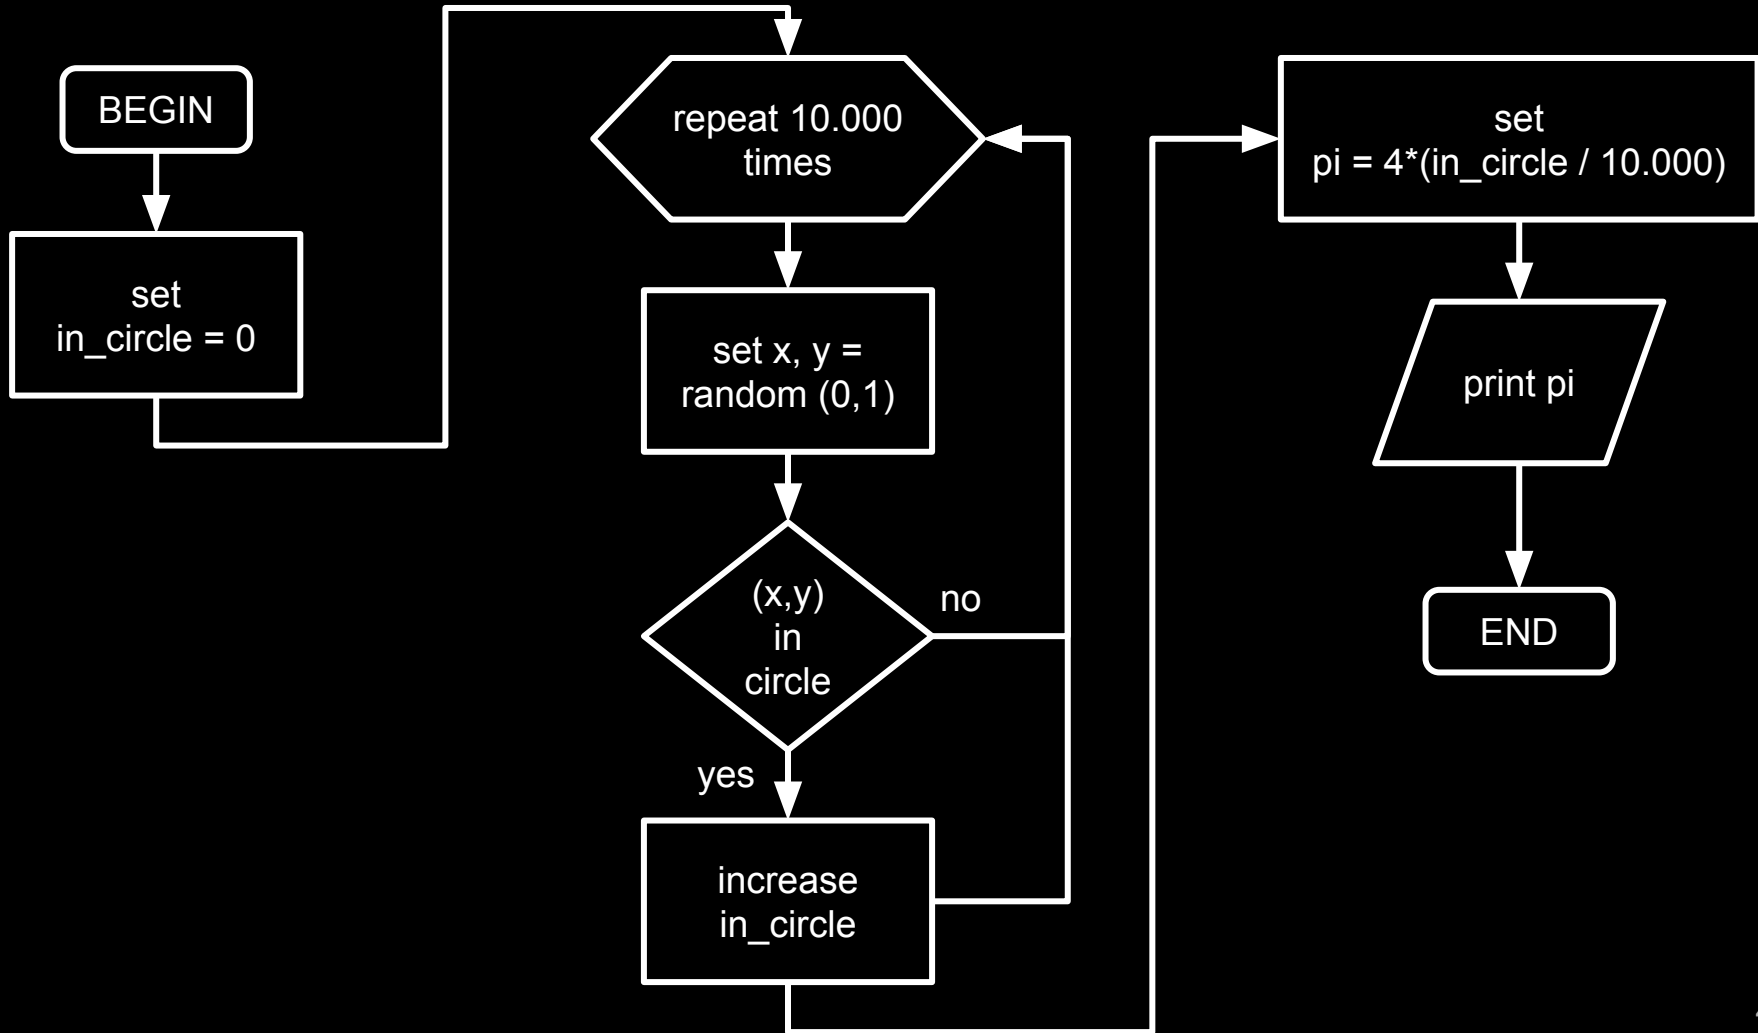 BEGIN
set
in_circle = 0
repeat 10.000
times
set x, y =
random (0,1)
(x,y)
in
circle
no
yes
increase
in_circle
set
pi = 4*(in_circle / 10.000)
print pi
END